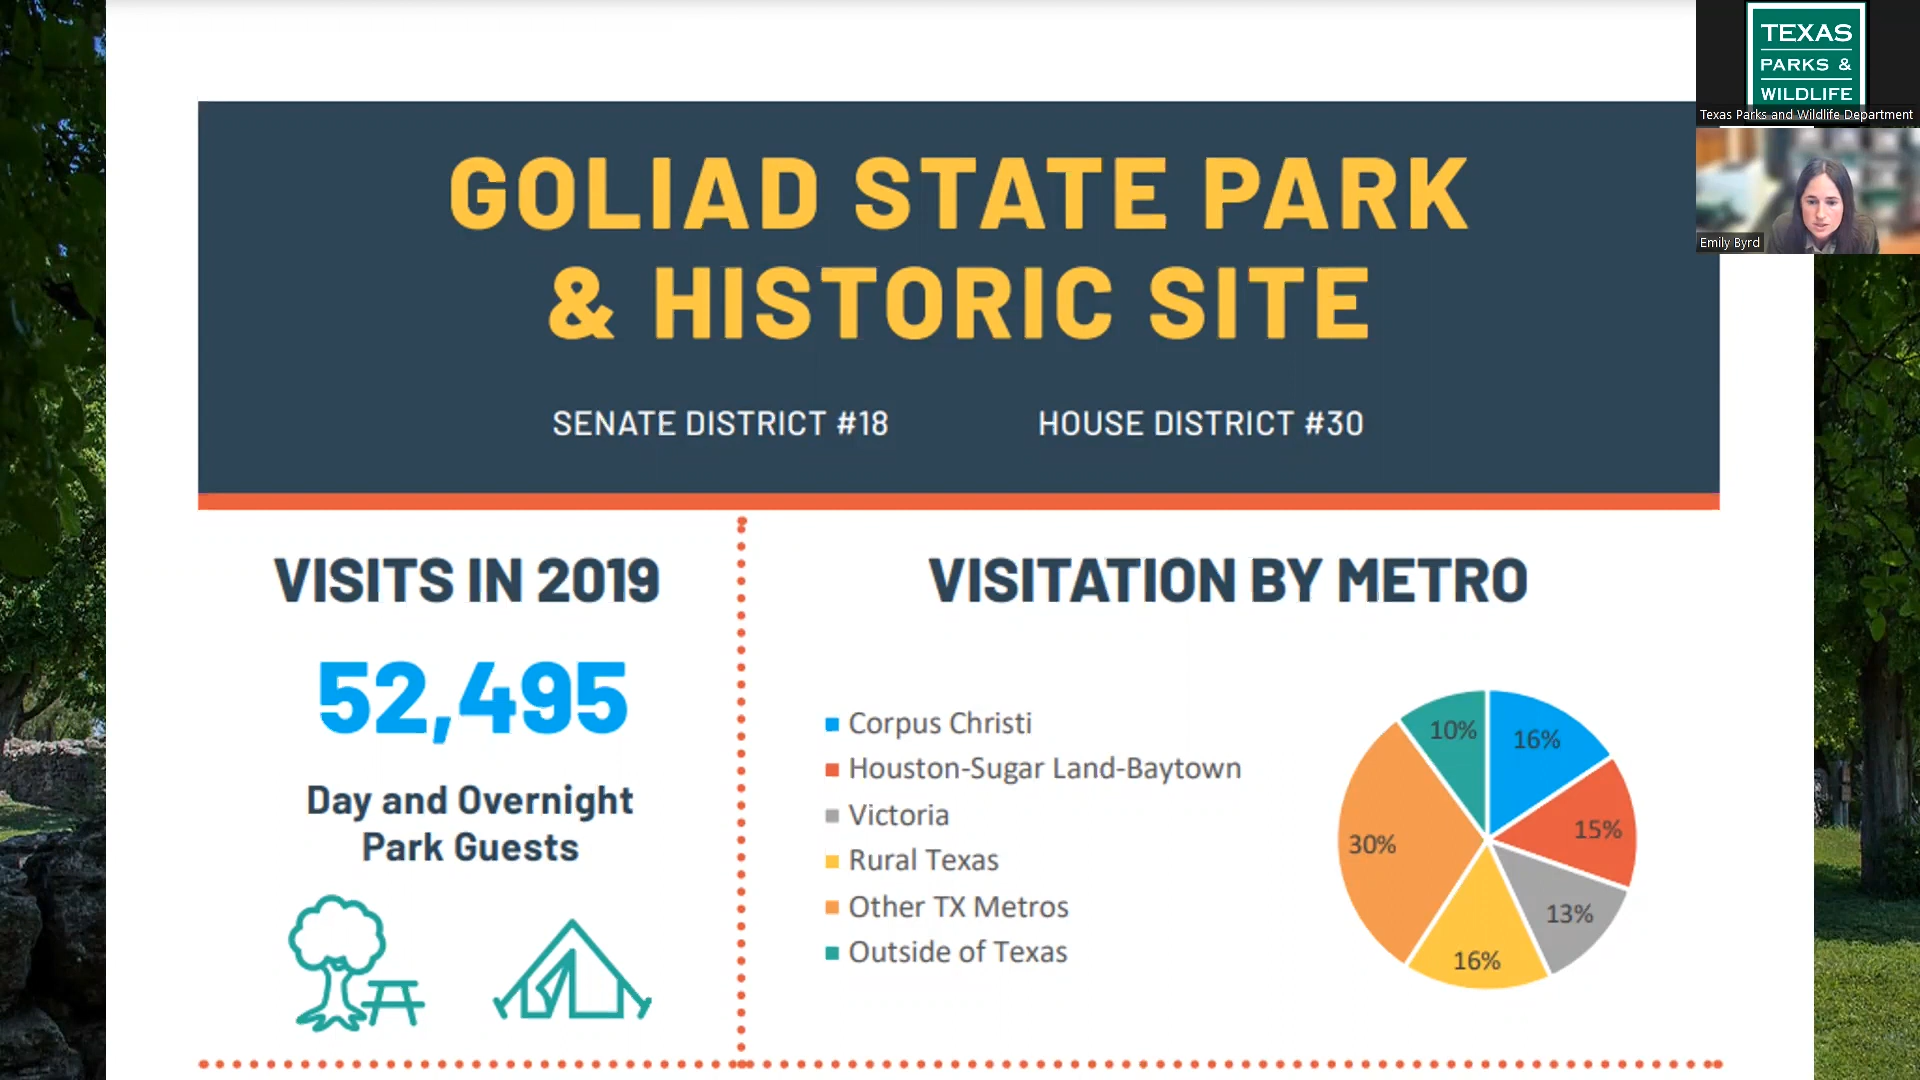 GOLIAD STATE PARK
& HISTORIC SITE
SENATE DISTRICT #18
HOUSE DISTRICT #30
VISITS IN 2019
52,495
Day and Overnight
Park Guests
VISITATION BY METRO
Corpus Christi
Houston-Sugar Land-Baytown
Victoria
Rural Texas
Other TX Metros
Outside of Texas
10%
16%
15%
30%
13%
16%
TEXAS
PARKS &
WILDLIFE
Texas Parks and Wildlife Department
Emily Byrd